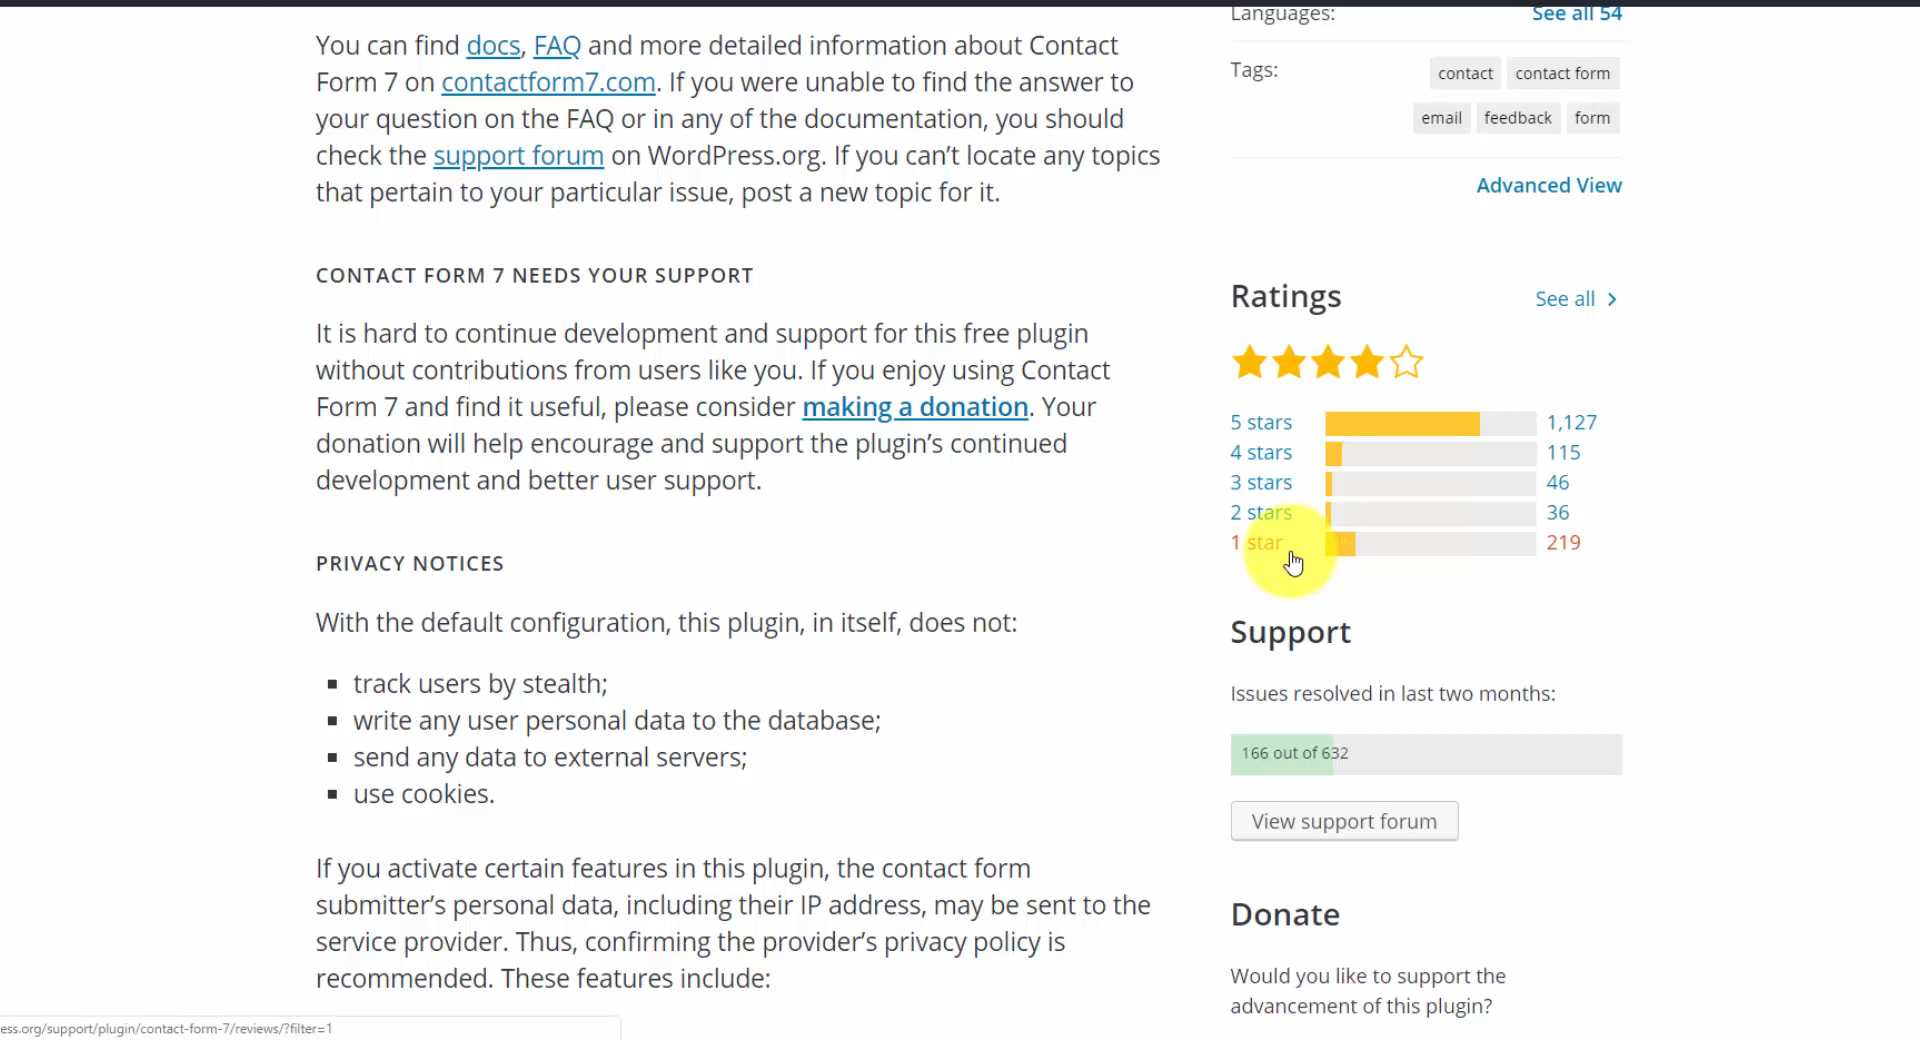 You can find docs, FAQ and more detailed information about Contact
Form 7 on contactform7.com. If you were unable to find the answer to
your question on the FAQ or in any of the documentation, you should
check the support forum on WordPress.org. If you can’t locate any topics
that pertain to your particular issue, post a new topic for it.
CONTACT FORM 7 NEEDS YOUR SUPPORT
It is hard to continue development and support for this free plugin
without contributions from users like you. If you enjoy using Contact
Form 7 and find it useful, please consider making a donation. Your
donation will help encourage and support the plugin’s continued
development and better user support.
PRIVACY NOTICES
With the default configuration, this plugin, in itself, does not:
track users by stealth;
write any user personal data to the database;
send any data to external servers;
use cookies.
If you activate certain features in this plugin, the contact form
submitter’s personal data, including their IP address, may be sent to the
service provider. Thus, confirming the provider’s privacy policy is
recommended. These features include:
Languages: See all 54
Tags: contact contact form
email feedback form
Advanced View
Ratings See all
5 stars 1,127
4 stars 115
3 stars 46
2 stars 36
1 star 219
Support
Issues resolved in last two months:
166 out of 632
View support forum
Donate
Would you like to support the
advancement of this plugin?
ess.org/support/plugin/contact-form-7/reviews/?filter=1